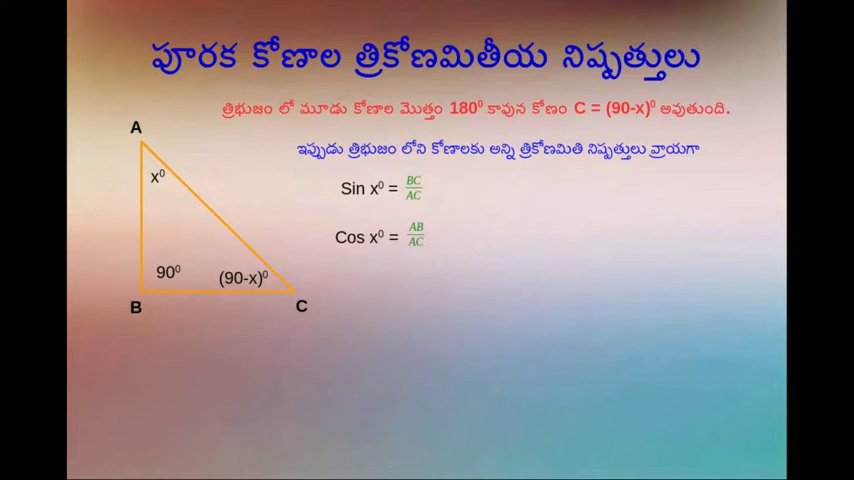 పూరక కోణాల త్రికోణమితీయ నిష్పత్తులు
త్రిభుజం లో మూడు కోణాల మొత్తం 180⁰ కావున కోణం C = (90-x)⁰ అవుతుంది.
ఇప్పుడు త్రిభుజం లోని కోణాలకు అన్ని త్రికోణమితి నిష్పత్తులు వ్రాయగా
A
x⁰
Sin x⁰ = BC/AC
Cos x⁰ = AB/AC
90⁰ (90-x)⁰
B C